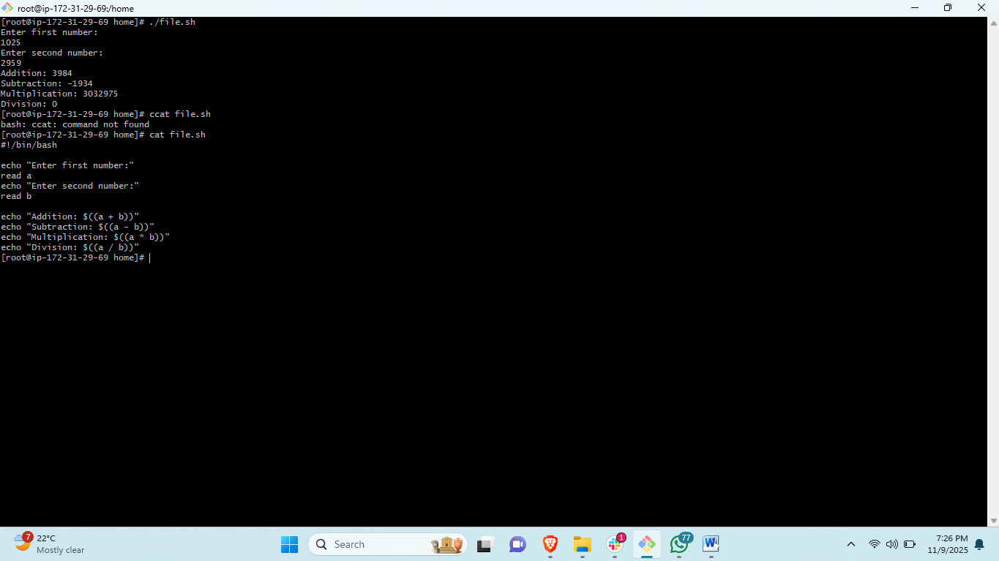 root@ip-172-31-29-69:/home
[root@ip-172-31-29-69 home]# ./file.sh
Enter first number:
1025
Enter second number:
2959
Addition: 3984
Subtraction: -1934
Multiplication: 3032975
Division: 0
[root@ip-172-31-29-69 home]# ccat file.sh
bash: ccat: command not found
[root@ip-172-31-29-69 home]# cat file.sh
#!/bin/bash
echo "Enter first number:"
read a
echo "Enter second number:"
read b
echo "Addition: $((a + b))"
echo "Subtraction: $((a - b))"
echo "Multiplication: $((a * b))"
echo "Division: $((a / b))"
[root@ip-172-31-29-69 home]#
7
22°C
Mostly clear
Search
1
77
W
7:26 PM
11/9/2025